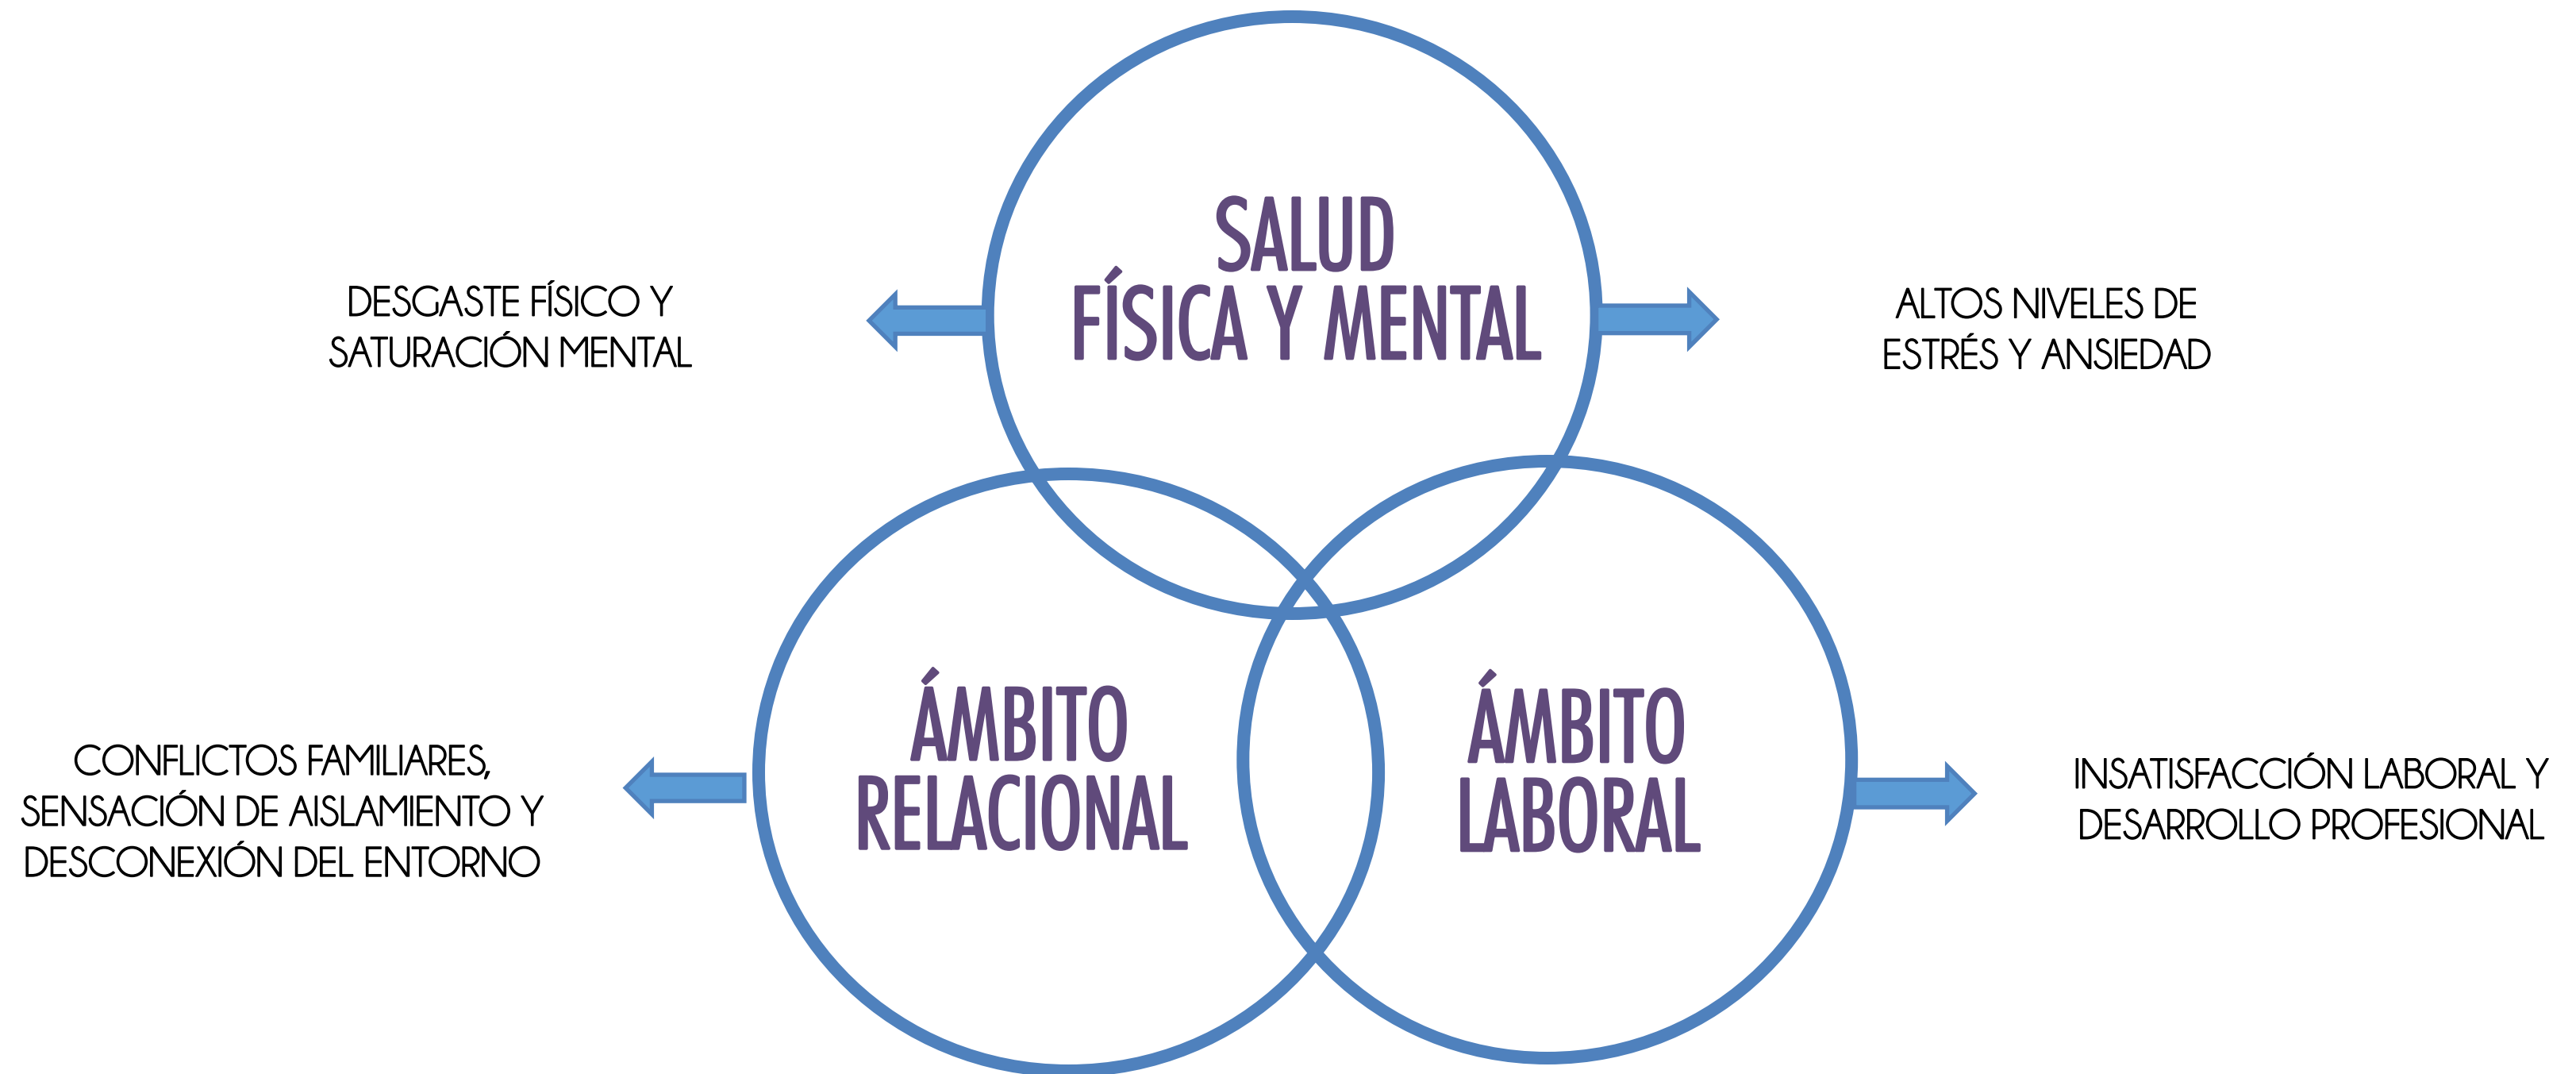 SALUD
FÍSICA Y MENTAL
DESGASTE FÍSICO Y
SATURACIÓN MENTAL
ALTOS NIVELES DE
ESTRÉS Y ANSIEDAD
ÁMBITO
RELACIONAL
ÁMBITO
LABORAL
CONFLICTOS FAMILIARES,
SENSACIÓN DE AISLAMIENTO Y
DESCONEXIÓN DEL ENTORNO
INSATISFACCIÓN LABORAL Y
DESARROLLO PROFESIONAL